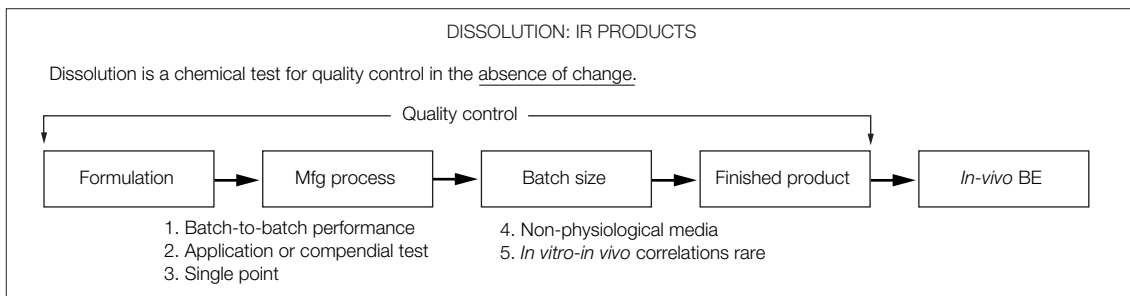 DISSOLUTION: IR PRODUCTS
Dissolution is a chemical test for quality control in the absence of change.
Quality control
Formulation
Mfg process
Batch size
Finished product
In-vivo BE
1. Batch-to-batch performance
2. Application or compendial test
3. Single point
4. Non-physiological media
5. In vitro-in vivo correlations rare